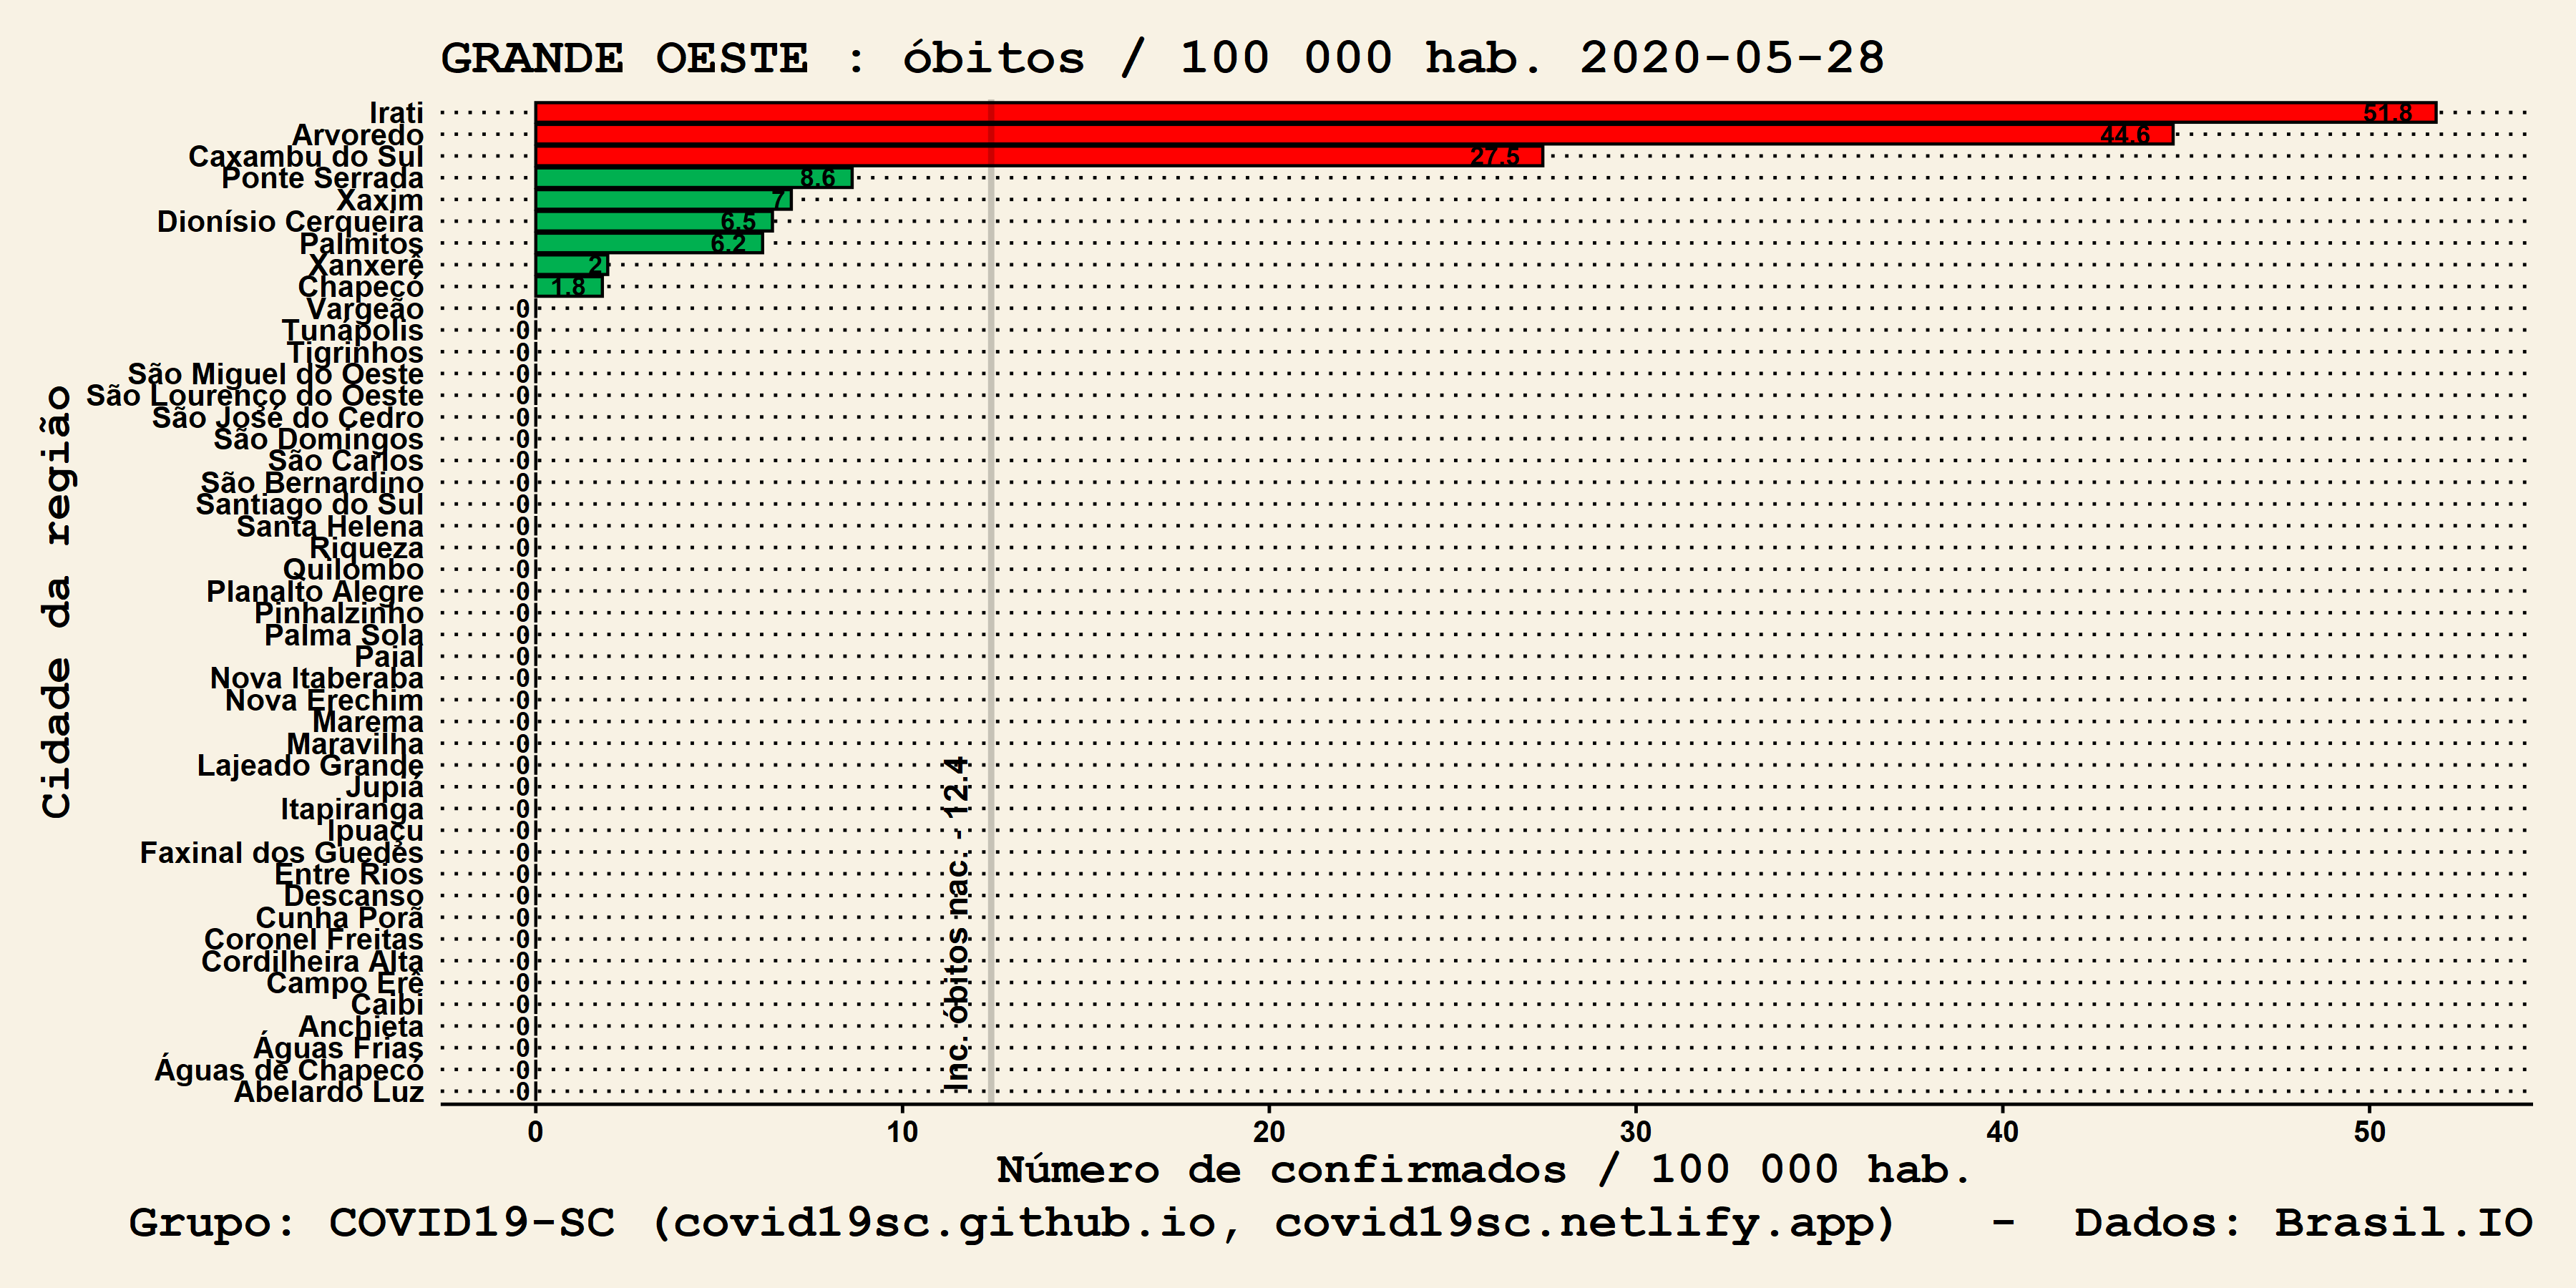 GRANDE OESTE : óbitos / 100 000 hab. 2020-05-28
Cidade da região
Irati 51.8
Arvoredo 44.6
Caxambu do Sul 27.5
Ponte Serrada 8.6
Xaxim 7
Dionísio Cerqueira 6.5
Palmitos 6.2
Xanxerê 2
Chapecó 1.8
Vargeão 0
Tunápolis 0
Tigrinhos 0
São Miguel do Oeste 0
São Lourenço do Oeste 0
São José do Cedro 0
São Domingos 0
São Carlos 0
São Bernardino 0
Santiago do Sul 0
Santa Helena 0
Riqueza 0
Quilombo 0
Planalto Alegre 0
Pinhalzinho 0
Palma Sola 0
Paial 0
Nova Itaberaba 0
Nova Erechim 0
Marema 0
Maravilha 0
Lajeado Grande 0
Jupiá 0
Itapiranga 0
Ipuaçu 0
Faxinal dos Guedes 0
Entre Rios 0
Descanso 0
Cunha Porã 0
Coronel Freitas 0
Cordilheira Alta 0
Campo Erê 0
Caibi 0
Anchieta 0
Águas Frias 0
Águas de Chapecó 0
Abelardo Luz 0
Inc. óbitos nac. - 12.4
0 10 20 30 40 50
Número de confirmados / 100 000 hab.
Grupo: COVID19-SC (covid19sc.github.io, covid19sc.netlify.app) - Dados: Brasil.IO